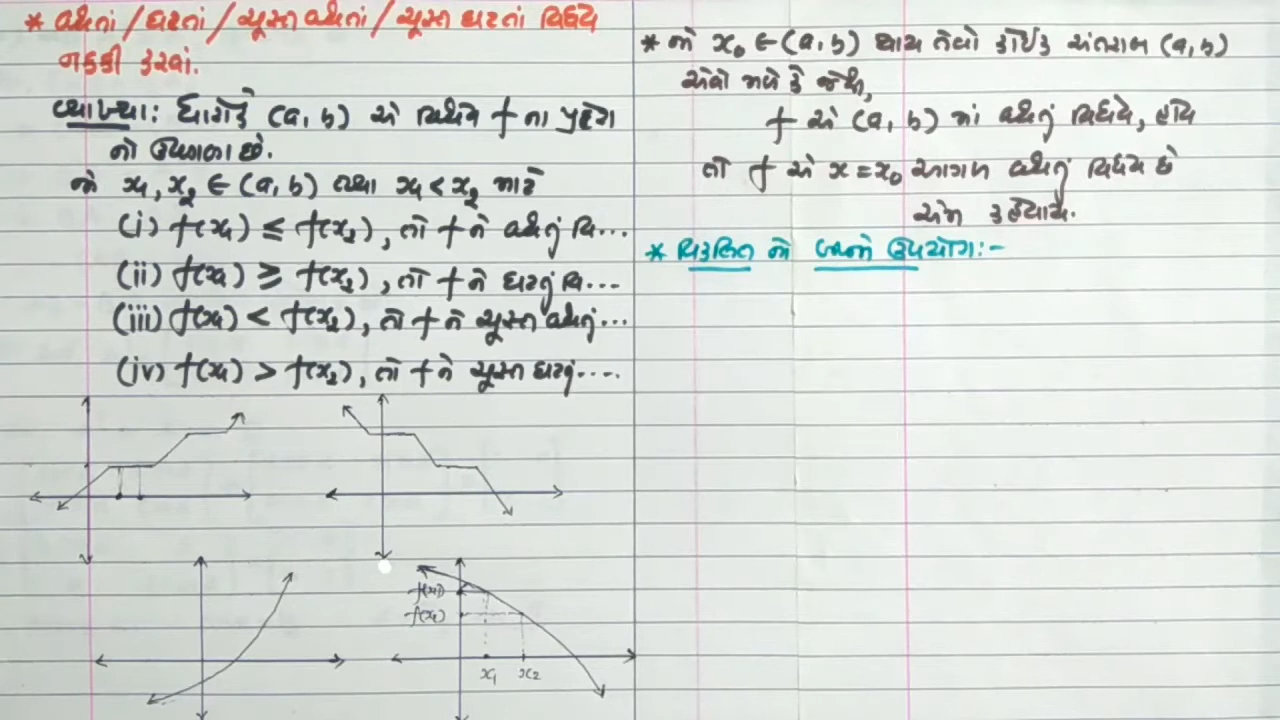 * વધતાં / ઘટતાં / ચુસ્ત વધતાં / ચુસ્ત ઘટતાં વિધેય
નક્કી કરવાં.
વ્યાખ્યા: ધારોકે (a, b) એ વિધેય f ના પ્રદેશ
નો ઉપગણ છે.
જો x₁, x₂ ∈ (a, b) તથા x₁ < x₂ માટે
(i) f(x₁) ≤ f(x₂), તો f ને વધતું વિ...
(ii) f(x₁) ≥ f(x₂), તો f ને ઘટતું વિ...
(iii) f(x₁) < f(x₂), તો f ને ચુસ્ત વધતું...
(iv) f(x₁) > f(x₂), તો f ને ચુસ્ત ઘટતું....
f(x₁)
f(x₂)
x₁ x₂
* જો x₀ ∈ (a, b) થાય તેવો કોઈક અંતરાલ (a, b)
એવો મળે કે જેથી,
f એ (a, b) માં વધતું વિધેય, હોય
તો f એ x = x₀ આગળ વધતું વિધેય છે
એમ કહેવાય.
* વિકલિત નો ઉપયોગ:-